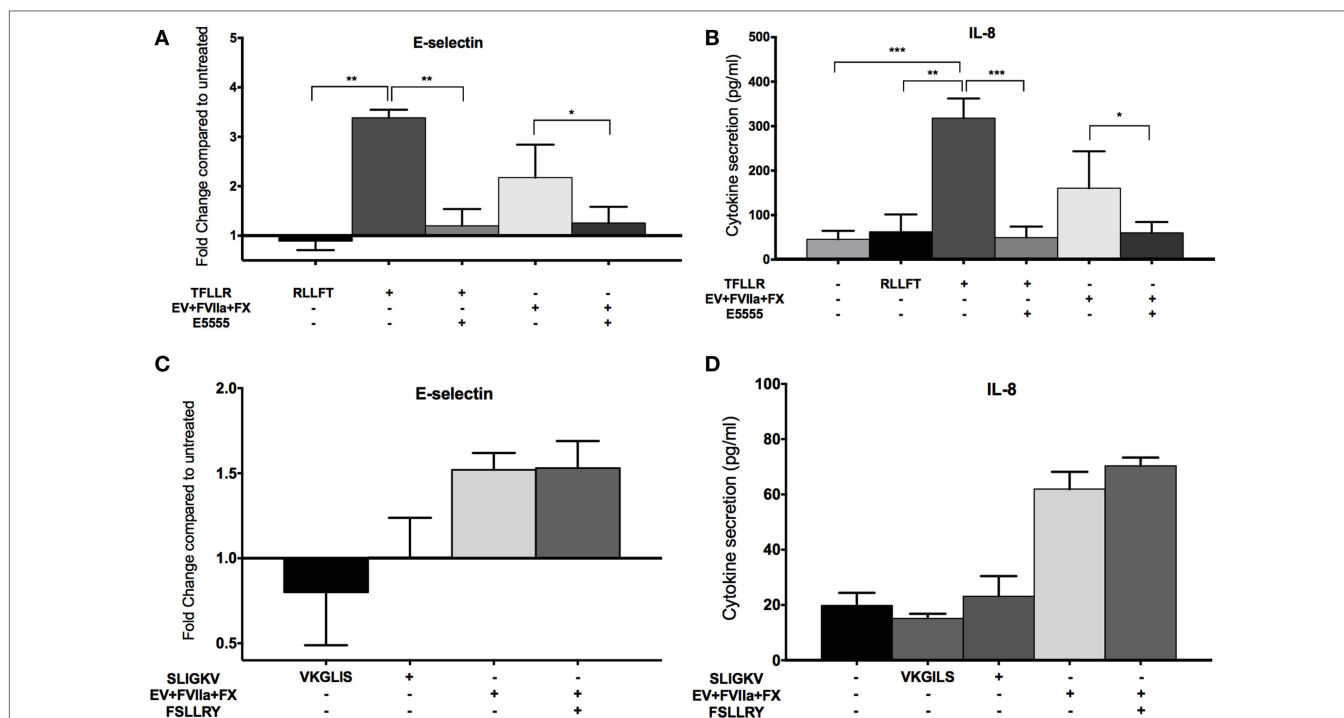 A
E-selectin
Fold Change compared to untreated
5
4
3
2
1
** **
*
TFLLR RLLFT + + - -
EV+FVIIa+FX - - - + +
E5555 - - + - +
B
IL-8
Cytokine secretion (pg/ml)
500
400
300
200
100
0
***
** ***
*
TFLLR - RLLFT + + - -
EV+FVIIa+FX - - - - + +
E5555 - - - + - +
C
E-selectin
Fold Change compared to untreated
2.0
1.5
1.0
0.5
SLIGKV VKGLIS + - -
EV+FVIIa+FX - - + +
FSLLRY - - - +
D
IL-8
Cytokine secretion (pg/ml)
100
80
60
40
20
0
SLIGKV - VKGILS + - -
EV+FVIIa+FX - - - + +
FSLLRY - - - - +